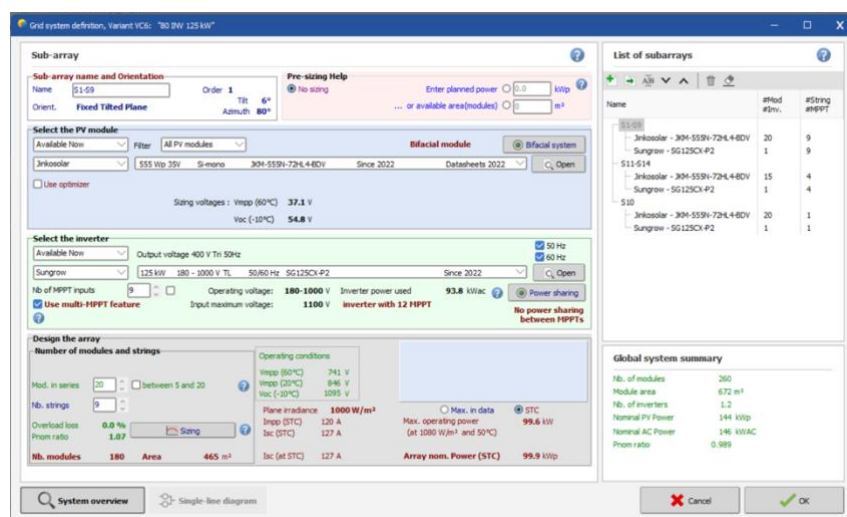 Grid system definition, Variant VC6: "80 INV 125 kW"
Sub-array
Sub-array name and Orientation
Name S1-S9
Orient. Fixed Tilted Plane
Order 1
Tilt 6°
Azimuth 80°
Pre-sizing Help
No sizing
Enter planned power 0.0 kWp
... or available area(modules) 0 m²
Select the PV module
Available Now Filter All PV modules Bifacial module Bifacial system
Jinkosolar 555 Wp 35V Si-mono JKM-555N-72HL4-BDV Since 2022 Datasheets 2022 Open
Use optimizer
Sizing voltages : Vmpp (60°C) 37.1 V
Voc (-10°C) 54.8 V
Select the inverter
Available Now Output voltage 400 V Tri 50Hz
50 Hz
60 Hz
Sungrow 125 kW 180 - 1000 V TL 50/60 Hz SG125CX-P2 Since 2022 Open
Nb of MPPT inputs 9 Operating voltage: 180-1000 V Inverter power used 93.8 kWac Power sharing
Use multi-MPPT feature Input maximum voltage: 1100 V inverter with 12 MPPT
No power sharing
between MPPTs
Design the array
Number of modules and strings
Mod. in series 20 between 5 and 20
Nb. strings 9
Overload loss 0.0 %
Pnom ratio 1.07
Sizing
Nb. modules 180 Area 465 m²
Operating conditions
Vmpp (60°C) 741 V
Vmpp (20°C) 846 V
Voc (-10°C) 1095 V
Plane irradiance 1000 W/m²
Impp (STC) 120 A
Isc (STC) 127 A
Isc (at STC) 127 A
Max. in data STC
Max. operating power 99.6 kW
(at 1080 W/m² and 50°C)
Array nom. Power (STC) 99.9 kWp
List of subarrays
Name #Mod #String
#Inv. #MPPT
S1-S9
Jinkosolar - JKM-555N-72HL4-BDV 20 9
Sungrow - SG125CX-P2 1 9
S11-S14
Jinkosolar - JKM-555N-72HL4-BDV 15 4
Sungrow - SG125CX-P2 1 4
S10
Jinkosolar - JKM-555N-72HL4-BDV 20 1
Sungrow - SG125CX-P2 1 1
Global system summary
Nb. of modules 260
Module area 672 m²
Nb. of inverters 1.2
Nominal PV Power 144 kWp
Nominal AC Power 146 kWAC
Pnom ratio 0.989
System overview
Single-line diagram
Cancel
OK